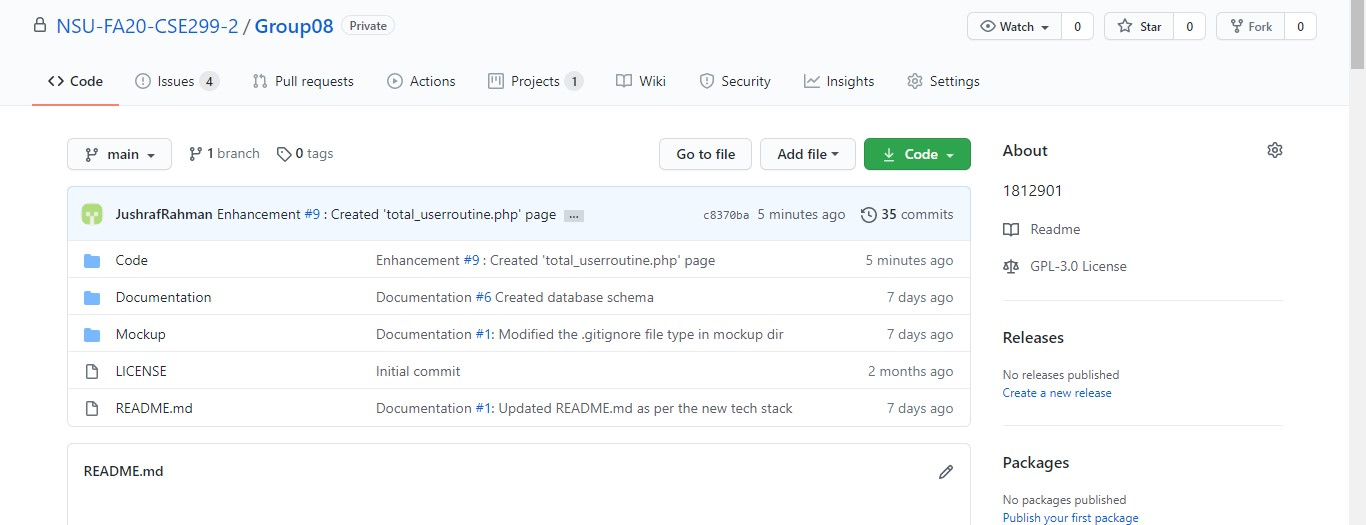 NSU-FA20-CSE299-2 / Group08 Private Watch 0 Star 0 Fork 0
Code Issues 4 Pull requests Actions Projects 1 Wiki Security Insights Settings
main 1 branch 0 tags Go to file Add file Code
JushrafRahman Enhancement #9 : Created 'total_userroutine.php' page ... c8370ba 5 minutes ago 35 commits
Code Enhancement #9 : Created 'total_userroutine.php' page 5 minutes ago
Documentation Documentation #6 Created database schema 7 days ago
Mockup Documentation #1: Modified the .gitignore file type in mockup dir 7 days ago
LICENSE Initial commit 2 months ago
README.md Documentation #1: Updated README.md as per the new tech stack 7 days ago
README.md
About
1812901
Readme
GPL-3.0 License
Releases
No releases published
Create a new release
Packages
No packages published
Publish your first package